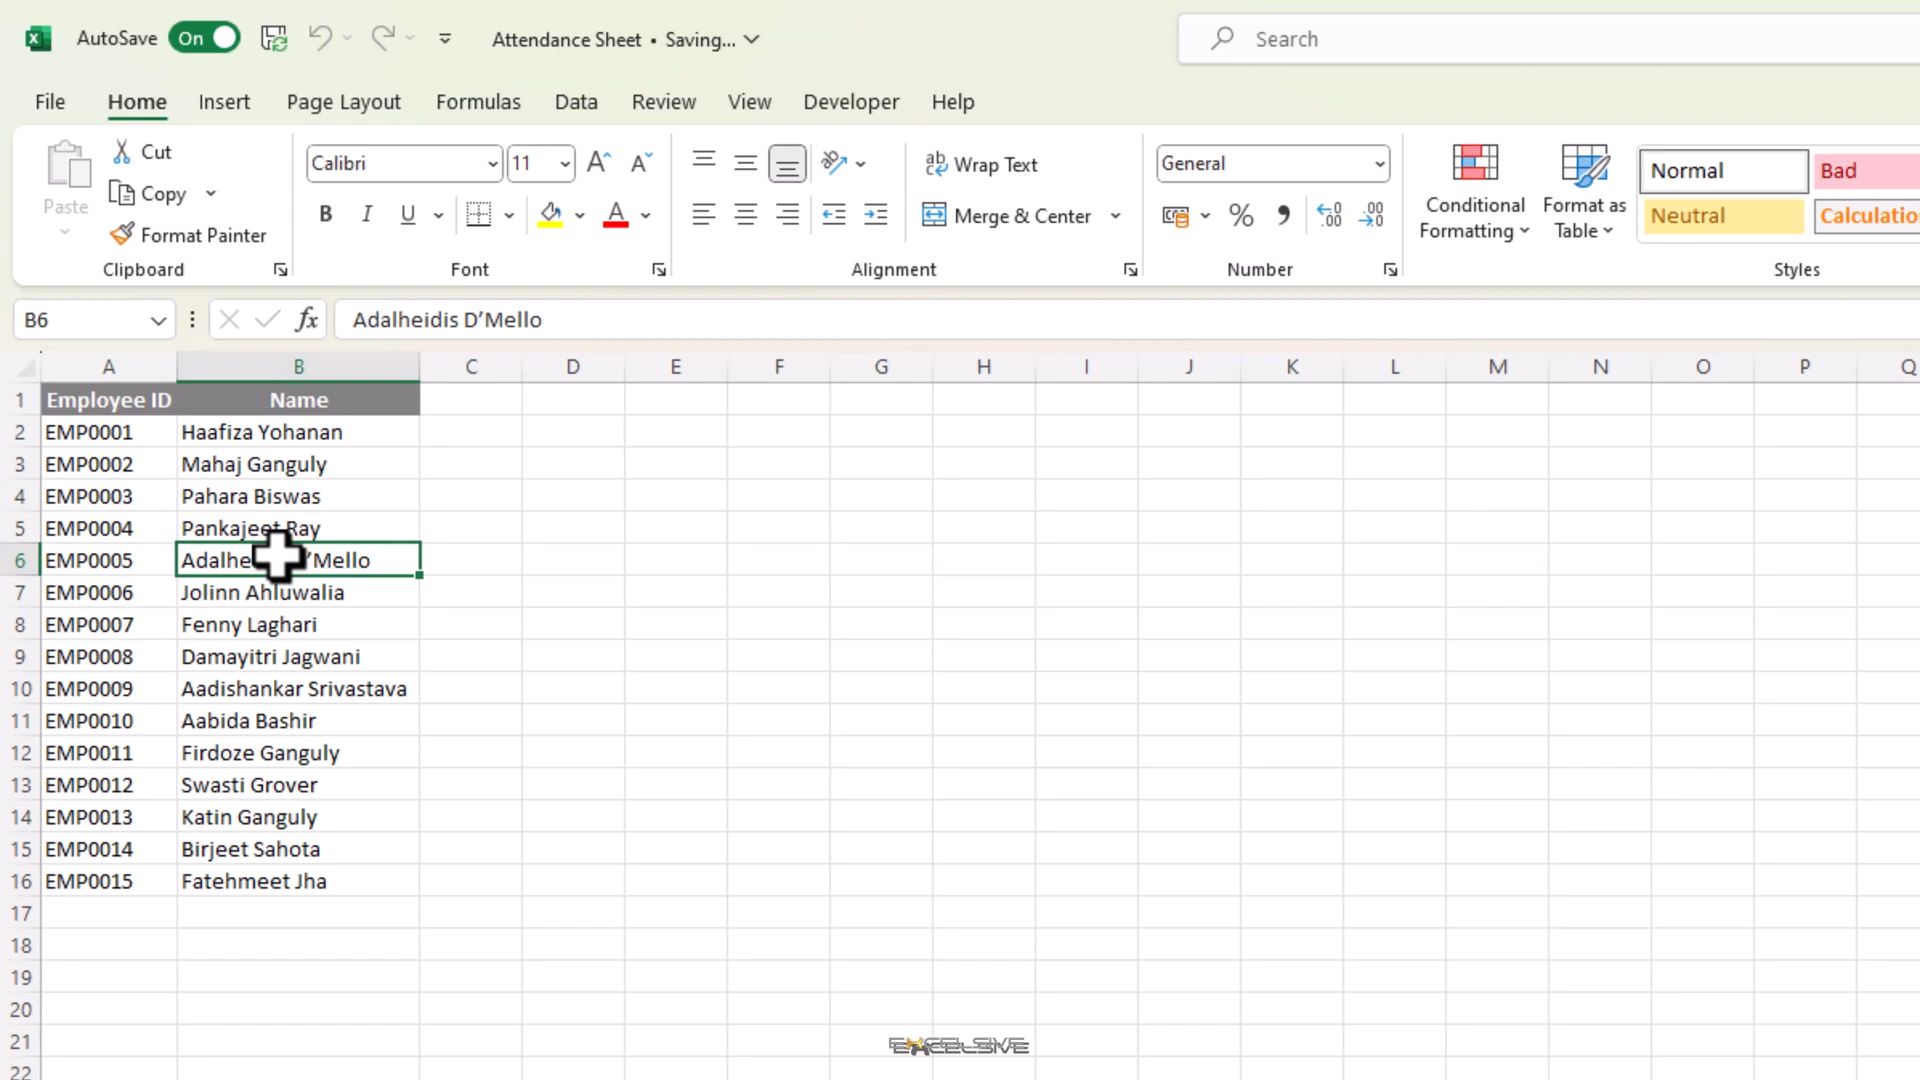 AutoSave On Attendance Sheet • Saving... Search
File Home Insert Page Layout Formulas Data Review View Developer Help
Paste Cut Copy Format Painter Clipboard
Calibri 11 B I U A Font
Wrap Text Merge & Center Alignment
General % Number
Conditional Formatting Format as Table
Normal Bad
Neutral Calculatio
Styles
B6 fx Adalheidis D’Mello
A B C D E F G H I J K L M N O P Q
1 Employee ID Name
2 EMP0001 Haafiza Yohanan
3 EMP0002 Mahaj Ganguly
4 EMP0003 Pahara Biswas
5 EMP0004 Pankajeet Ray
6 EMP0005 Adalhe ’Mello
7 EMP0006 Jolinn Ahluwalia
8 EMP0007 Fenny Laghari
9 EMP0008 Damayitri Jagwani
10 EMP0009 Aadishankar Srivastava
11 EMP0010 Aabida Bashir
12 EMP0011 Firdoze Ganguly
13 EMP0012 Swasti Grover
14 EMP0013 Katin Ganguly
15 EMP0014 Birjeet Sahota
16 EMP0015 Fatehmeet Jha
17
18
19
20
21
22
EXCELSIVE